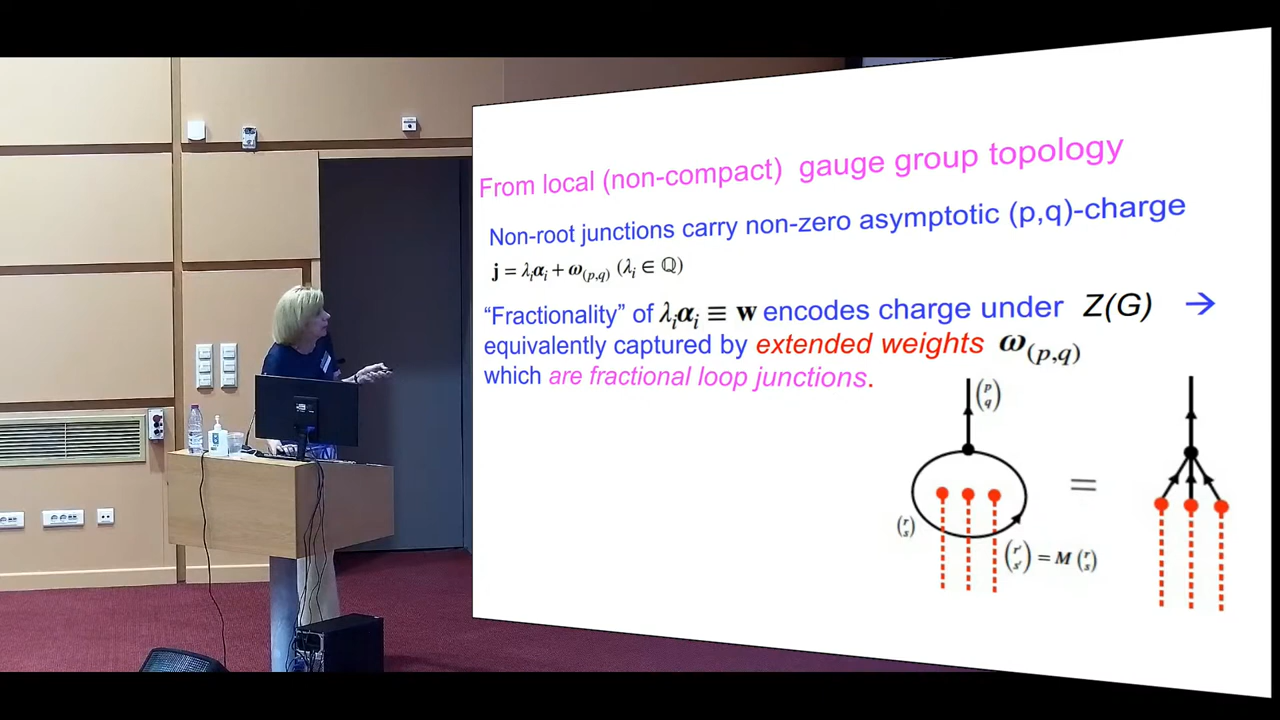 From local (non-compact) gauge group topology
Non-root junctions carry non-zero asymptotic (p,q)-charge
j = λᵢαᵢ + ω₍p,q₎ (λᵢ ∈ ℚ)
“Fractionality” of λᵢαᵢ ≡ w encodes charge under Z(G) →
equivalently captured by extended weights ω₍p,q₎
which are fractional loop junctions.
(p q)
=
(r s)
(r' s') = M (r s)